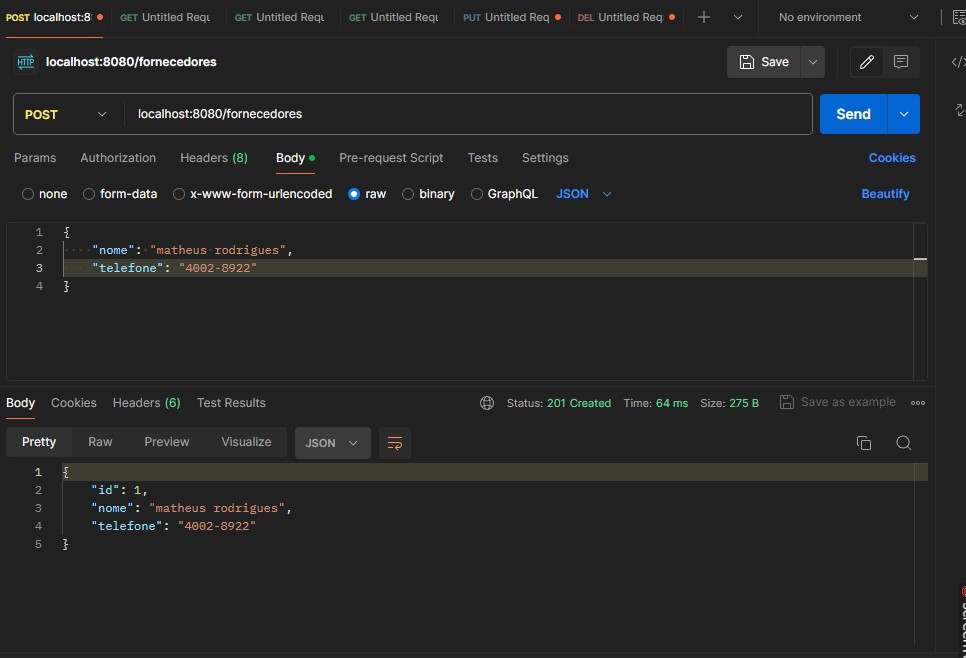 POST localhost:8 GET Untitled Requ GET Untitled Requ GET Untitled Requ PUT Untitled Req DEL Untitled Req No environment
HTTP localhost:8080/fornecedores Save
POST localhost:8080/fornecedores Send
Params Authorization Headers (8) Body Pre-request Script Tests Settings Cookies
none form-data x-www-form-urlencoded raw binary GraphQL JSON Beautify
1 {
2 "nome": "matheus rodrigues",
3 "telefone": "4002-8922"
4 }
Body Cookies Headers (6) Test Results Status: 201 Created Time: 64 ms Size: 275 B Save as example
Pretty Raw Preview Visualize JSON
1 {
2 "id": 1,
3 "nome": "matheus rodrigues",
4 "telefone": "4002-8922"
5 }